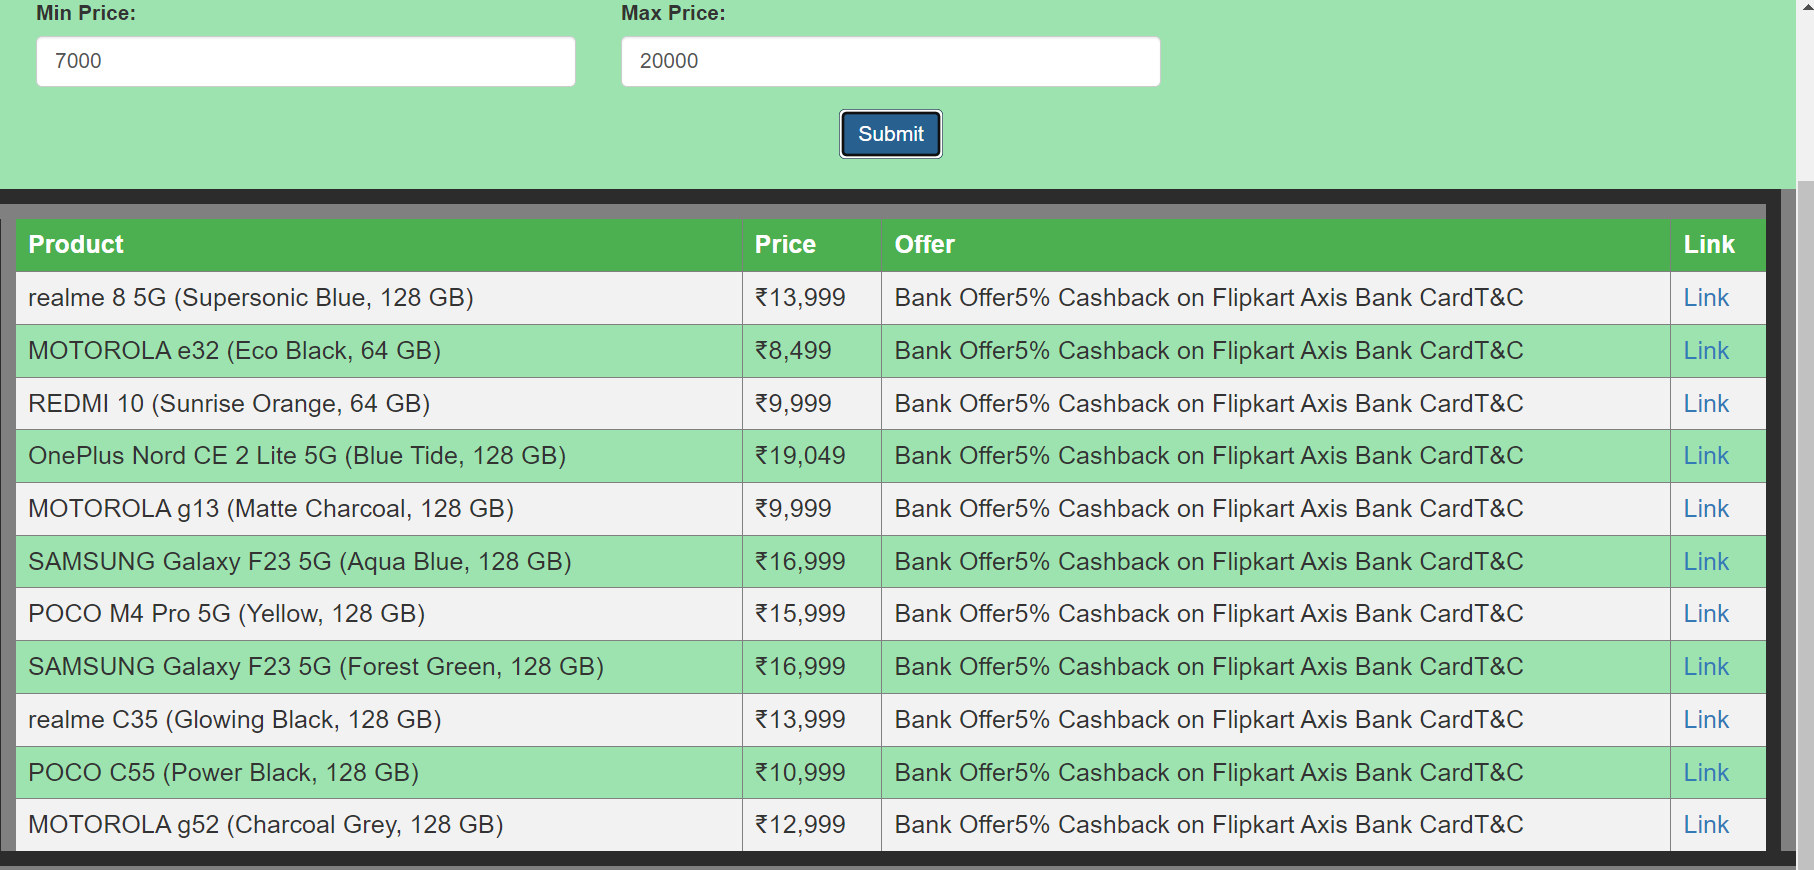 Min Price: Max Price:
7000 20000
Submit
Product Price Offer Link
realme 8 5G (Supersonic Blue, 128 GB) ₹13,999 Bank Offer5% Cashback on Flipkart Axis Bank CardT&C Link
MOTOROLA e32 (Eco Black, 64 GB) ₹8,499 Bank Offer5% Cashback on Flipkart Axis Bank CardT&C Link
REDMI 10 (Sunrise Orange, 64 GB) ₹9,999 Bank Offer5% Cashback on Flipkart Axis Bank CardT&C Link
OnePlus Nord CE 2 Lite 5G (Blue Tide, 128 GB) ₹19,049 Bank Offer5% Cashback on Flipkart Axis Bank CardT&C Link
MOTOROLA g13 (Matte Charcoal, 128 GB) ₹9,999 Bank Offer5% Cashback on Flipkart Axis Bank CardT&C Link
SAMSUNG Galaxy F23 5G (Aqua Blue, 128 GB) ₹16,999 Bank Offer5% Cashback on Flipkart Axis Bank CardT&C Link
POCO M4 Pro 5G (Yellow, 128 GB) ₹15,999 Bank Offer5% Cashback on Flipkart Axis Bank CardT&C Link
SAMSUNG Galaxy F23 5G (Forest Green, 128 GB) ₹16,999 Bank Offer5% Cashback on Flipkart Axis Bank CardT&C Link
realme C35 (Glowing Black, 128 GB) ₹13,999 Bank Offer5% Cashback on Flipkart Axis Bank CardT&C Link
POCO C55 (Power Black, 128 GB) ₹10,999 Bank Offer5% Cashback on Flipkart Axis Bank CardT&C Link
MOTOROLA g52 (Charcoal Grey, 128 GB) ₹12,999 Bank Offer5% Cashback on Flipkart Axis Bank CardT&C Link